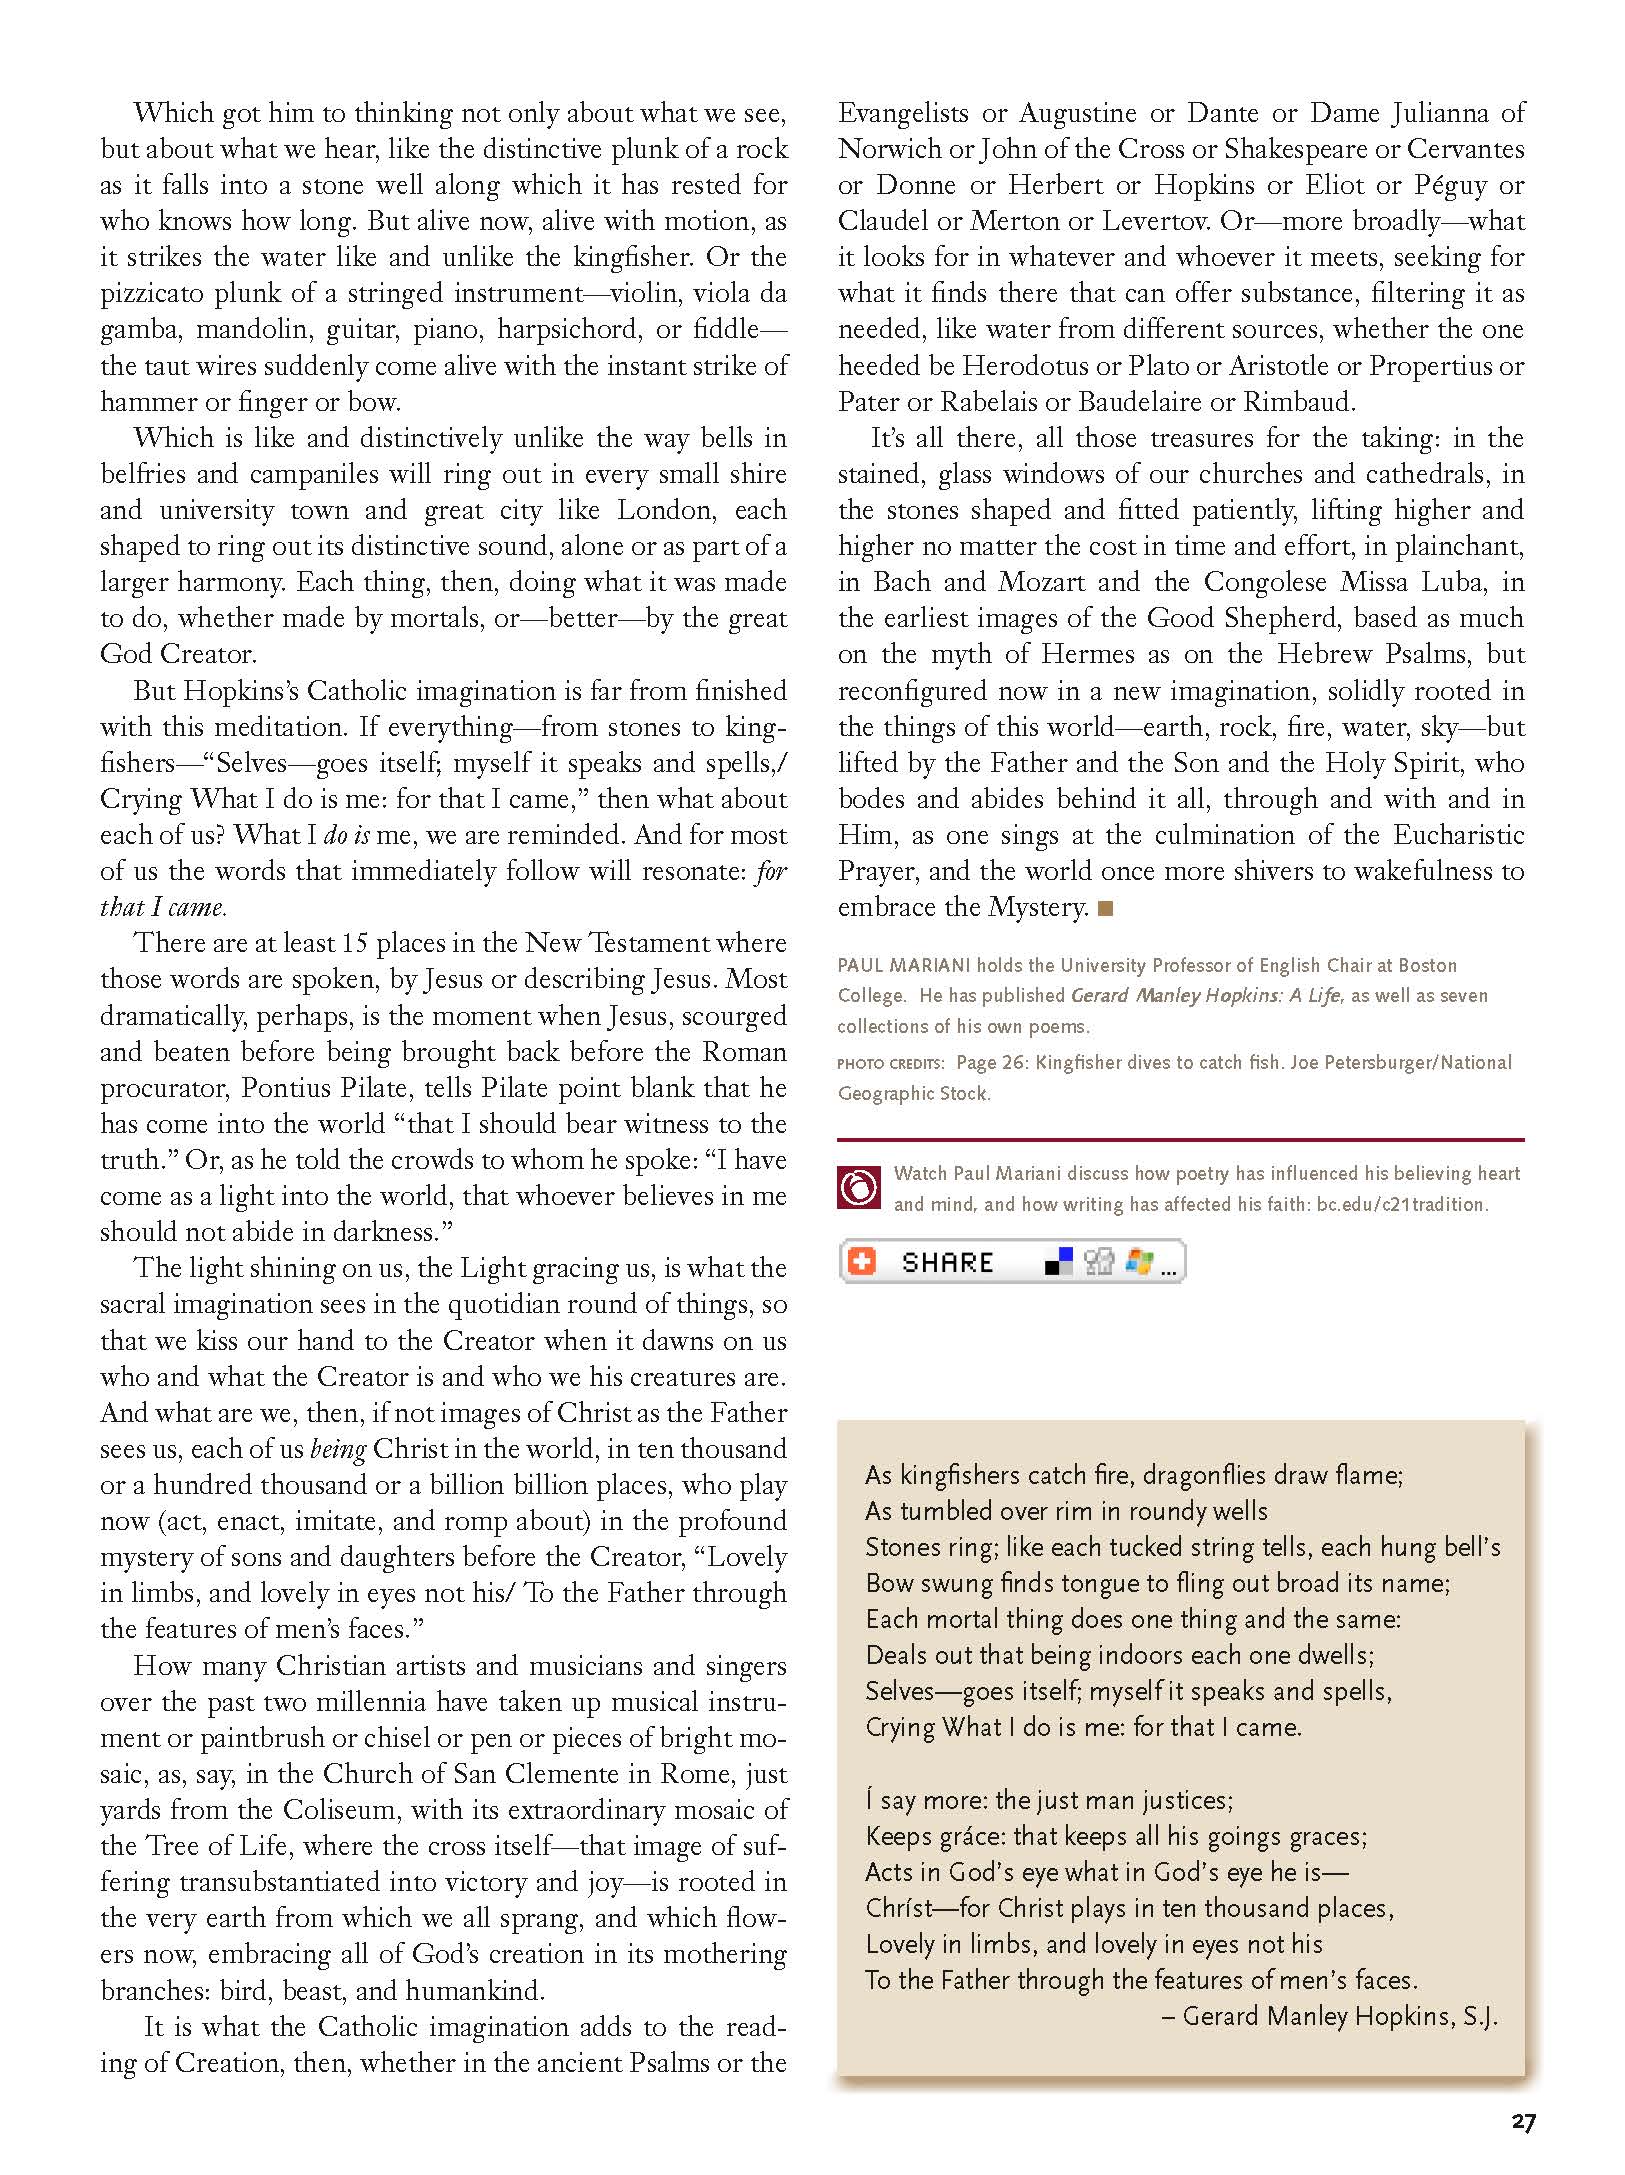 Which got him to thinking not only about what we see,
but about what we hear, like the distinctive plunk of a rock
as it falls into a stone well along which it has rested for
who knows how long. But alive now, alive with motion, as
it strikes the water like and unlike the kingfisher. Or the
pizzicato plunk of a stringed instrument—violin, viola da
gamba, mandolin, guitar, piano, harpsichord, or fiddle—
the taut wires suddenly come alive with the instant strike of
hammer or finger or bow.
Which is like and distinctively unlike the way bells in
belfries and campaniles will ring out in every small shire
and university town and great city like London, each
shaped to ring out its distinctive sound, alone or as part of a
larger harmony. Each thing, then, doing what it was made
to do, whether made by mortals, or—better—by the great
God Creator.
But Hopkins's Catholic imagination is far from finished
with this meditation. If everything—from stones to king-
fishers—“Selves—goes itself; myself it speaks and spells,/
Crying What I do is me: for that I came,” then what about
each of us? What I do is me, we are reminded. And for most
of us the words that immediately follow will resonate: for
that I came.
There are at least 15 places in the New Testament where
those words are spoken, by Jesus or describing Jesus. Most
dramatically, perhaps, is the moment when Jesus, scourged
and beaten before being brought back before the Roman
procurator, Pontius Pilate, tells Pilate point blank that he
has come into the world “that I should bear witness to the
truth.” Or, as he told the crowds to whom he spoke: “I have
come as a light into the world, that whoever believes in me
should not abide in darkness.”
The light shining on us, the Light gracing us, is what the
sacral imagination sees in the quotidian round of things, so
that we kiss our hand to the Creator when it dawns on us
who and what the Creator is and who we his creatures are.
And what are we, then, if not images of Christ as the Father
sees us, each of us being Christ in the world, in ten thousand
or a hundred thousand or a billion billion places, who play
now (act, enact, imitate, and romp about) in the profound
mystery of sons and daughters before the Creator, “Lovely
in limbs, and lovely in eyes not his/ To the Father through
the features of men’s faces.”
How many Christian artists and musicians and singers
over the past two millennia have taken up musical instru-
ment or paintbrush or chisel or pen or pieces of bright mo-
saic, as, say, in the Church of San Clemente in Rome, just
yards from the Coliseum, with its extraordinary mosaic of
the Tree of Life, where the cross itself—that image of suf-
fering transubstantiated into victory and joy—is rooted in
the very earth from which we all sprang, and which flow-
ers now, embracing all of God’s creation in its mothering
branches: bird, beast, and humankind.
It is what the Catholic imagination adds to the read-
ing of Creation, then, whether in the ancient Psalms or the
Evangelists or Augustine or Dante or Dame Julianna of
Norwich or John of the Cross or Shakespeare or Cervantes
or Donne or Herbert or Hopkins or Eliot or Péguy or
Claudel or Merton or Levertov. Or—more broadly—what
it looks for in whatever and whoever it meets, seeking for
what it finds there that can offer substance, filtering it as
needed, like water from different sources, whether the one
heeded be Herodotus or Plato or Aristotle or Propertius or
Pater or Rabelais or Baudelaire or Rimbaud.
It’s all there, all those treasures for the taking: in the
stained, glass windows of our churches and cathedrals, in
the stones shaped and fitted patiently, lifting higher and
higher no matter the cost in time and effort, in plainchant,
in Bach and Mozart and the Congolese Missa Luba, in
the earliest images of the Good Shepherd, based as much
on the myth of Hermes as on the Hebrew Psalms, but
reconfigured now in a new imagination, solidly rooted in
the things of this world—earth, rock, fire, water, sky—but
lifted by the Father and the Son and the Holy Spirit, who
bodes and abides behind it all, through and with and in
Him, as one sings at the culmination of the Eucharistic
Prayer, and the world once more shivers to wakefulness to
embrace the Mystery.
PAUL MARIANI holds the University Professor of English Chair at Boston
College. He has published Gerard Manley Hopkins: A Life, as well as seven
collections of his own poems.
PHOTO CREDITS: Page 26: Kingfisher dives to catch fish. Joe Petersburger/National
Geographic Stock.
Watch Paul Mariani discuss how poetry has influenced his believing heart
and mind, and how writing has affected his faith: bc.edu/c21tradition.
SHARE ...
As kingfishers catch fire, dragonflies draw flame;
As tumbled over rim in roundy wells
Stones ring; like each tucked string tells, each hung bell’s
Bow swung finds tongue to fling out broad its name;
Each mortal thing does one thing and the same:
Deals out that being indoors each one dwells;
Selves—goes itself; myself it speaks and spells,
Crying What I do is me: for that I came.
Í say more: the just man justices;
Keeps gráce: that keeps all his goings graces;
Acts in God’s eye what in God’s eye he is—
Chríst—for Christ plays in ten thousand places,
Lovely in limbs, and lovely in eyes not his
To the Father through the features of men’s faces.
– Gerard Manley Hopkins, S.J.
27